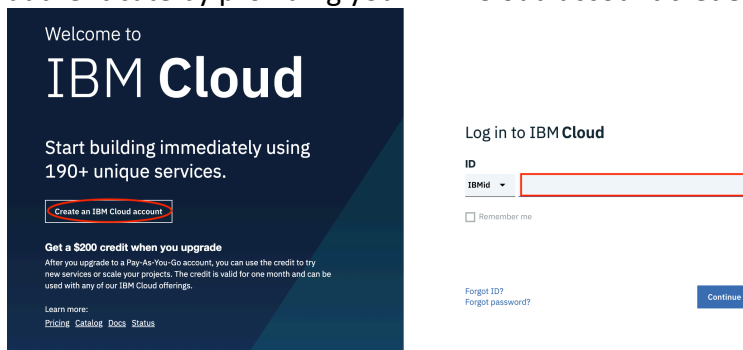 Welcome to
IBM Cloud
Start building immediately using
190+ unique services.
Create an IBM Cloud account
Get a $200 credit when you upgrade
After you upgrade to a Pay-As-You-Go account, you can use the credit to try
new services or scale your projects. The credit is valid for one month and can be
used with any of our IBM Cloud offerings.
Learn more:
Pricing Catalog Docs Status
Log in to IBM Cloud
ID
IBMid
Remember me
Forgot ID?
Forgot password?
Continue